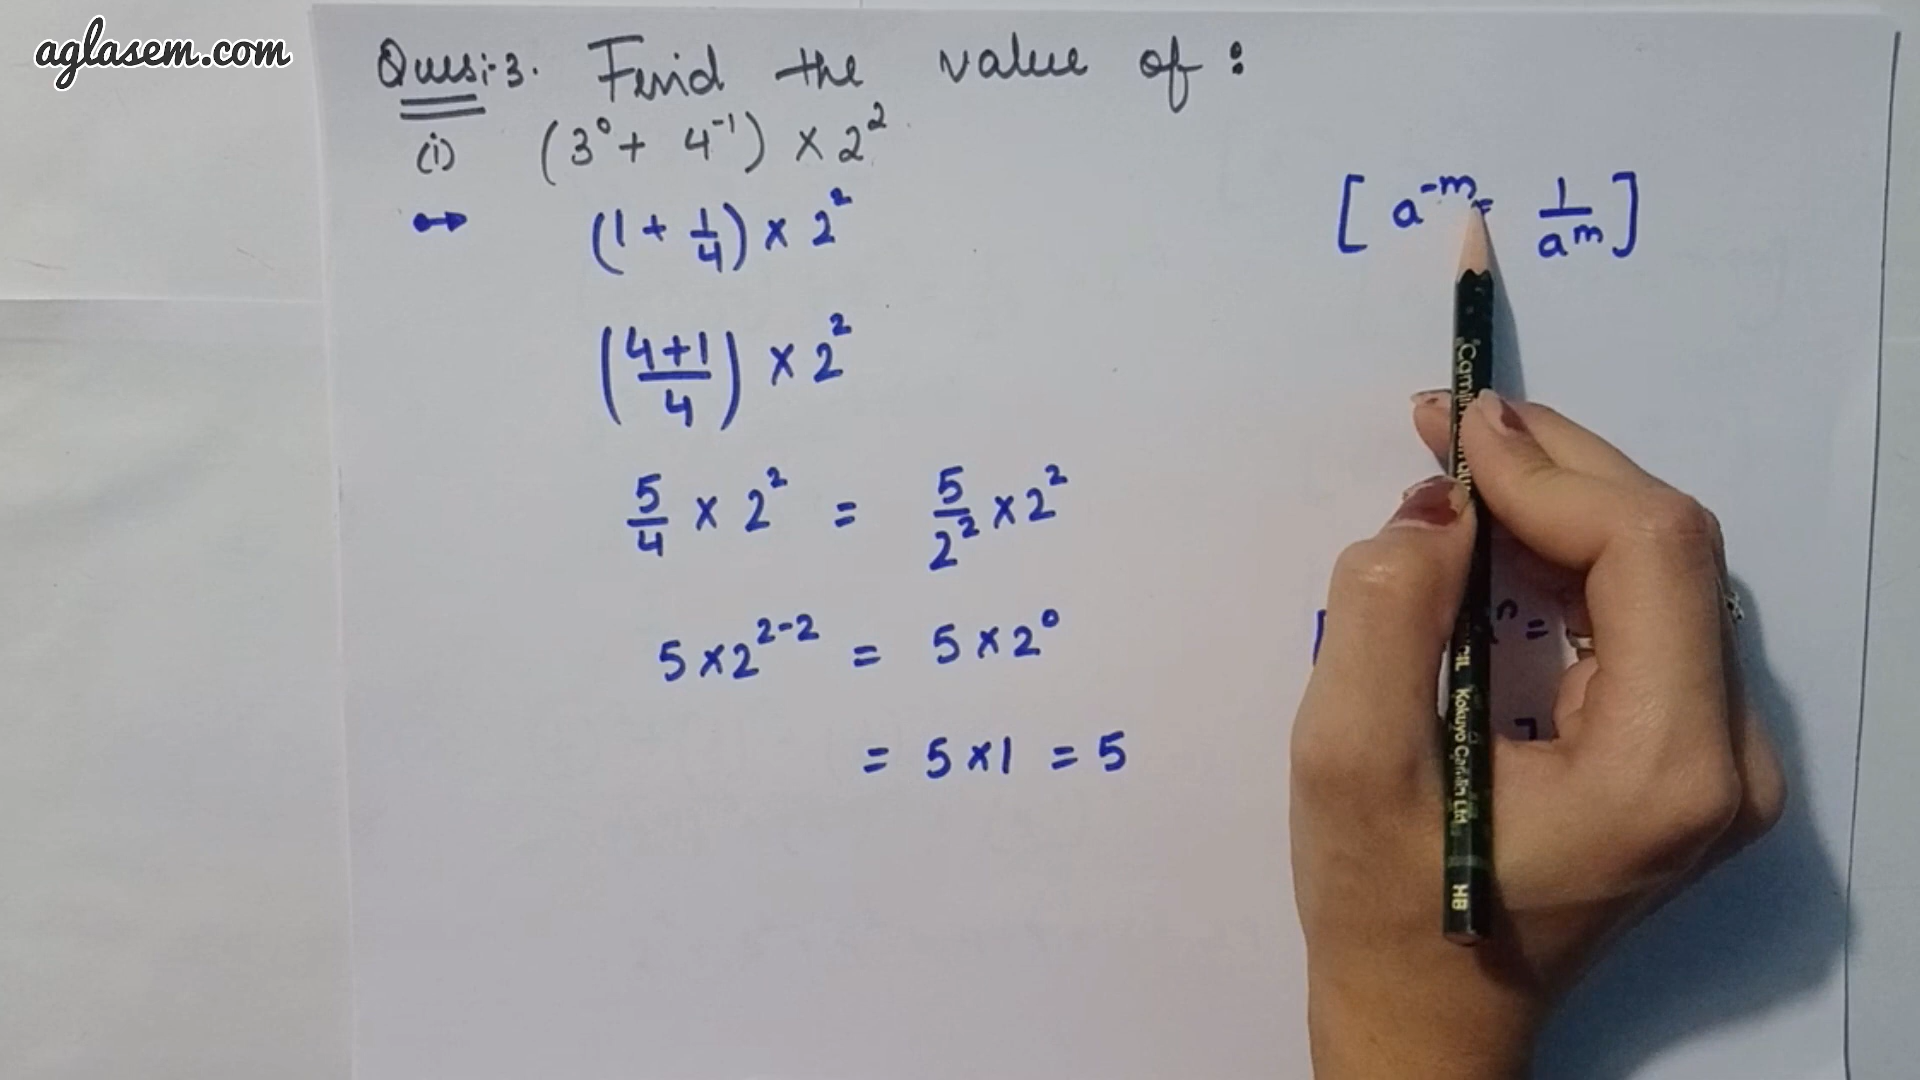 aglasem.com
Ques:-3. Find the value of :
(i) (3⁰ + 4⁻¹) × 2²
(1 + 1/4) × 2²
[a⁻ᵐ = 1/aᵐ]
((4+1)/4) × 2²
5/4 × 2² = 5/2² × 2²
5 × 2²⁻² = 5 × 2⁰
= 5 × 1 = 5
Kokuyo Camlin Ltd
HB